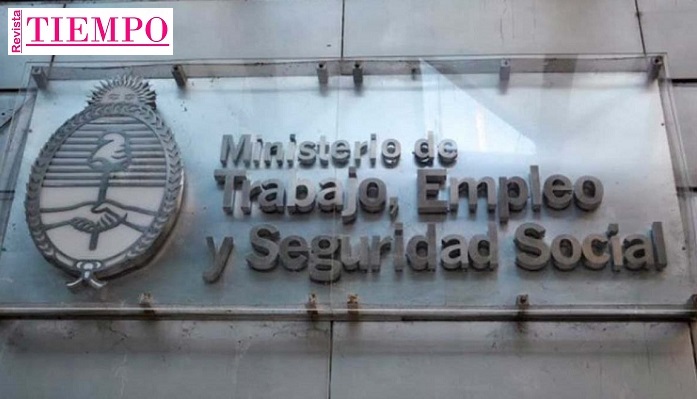 Revista
TIEMPO
Ministerio de
Trabajo, Empleo
y Seguridad Social